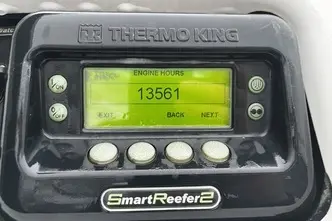 THERMO KING
ENGINE HOURS
13561
EXIT BACK NEXT
I/ON
O/OFF
SmartReefer2